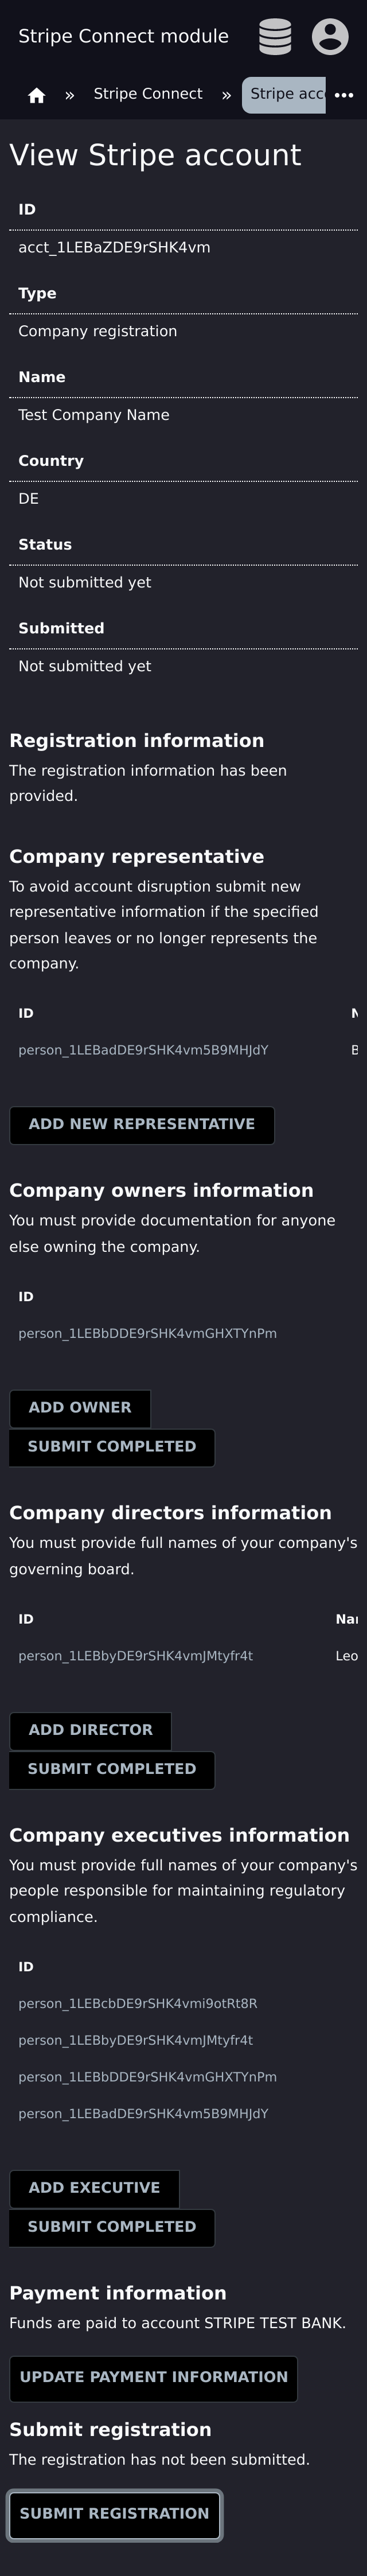 Stripe Connect module
» Stripe Connect » Stripe acc
View Stripe account
ID
acct_1LEBaZDE9rSHK4vm
Type
Company registration
Name
Test Company Name
Country
DE
Status
Not submitted yet
Submitted
Not submitted yet
Registration information
The registration information has been
provided.
Company representative
To avoid account disruption submit new
representative information if the specified
person leaves or no longer represents the
company.
ID N
person_1LEBadDE9rSHK4vm5B9MHJdY B
ADD NEW REPRESENTATIVE
Company owners information
You must provide documentation for anyone
else owning the company.
ID
person_1LEBbDDE9rSHK4vmGHXTYnPm
ADD OWNER
SUBMIT COMPLETED
Company directors information
You must provide full names of your company's
governing board.
ID Nar
person_1LEBbyDE9rSHK4vmJMtyfr4t Leo
ADD DIRECTOR
SUBMIT COMPLETED
Company executives information
You must provide full names of your company's
people responsible for maintaining regulatory
compliance.
ID
person_1LEBcbDE9rSHK4vmi9otRt8R
person_1LEBbyDE9rSHK4vmJMtyfr4t
person_1LEBbDDE9rSHK4vmGHXTYnPm
person_1LEBadDE9rSHK4vm5B9MHJdY
ADD EXECUTIVE
SUBMIT COMPLETED
Payment information
Funds are paid to account STRIPE TEST BANK.
UPDATE PAYMENT INFORMATION
Submit registration
The registration has not been submitted.
SUBMIT REGISTRATION